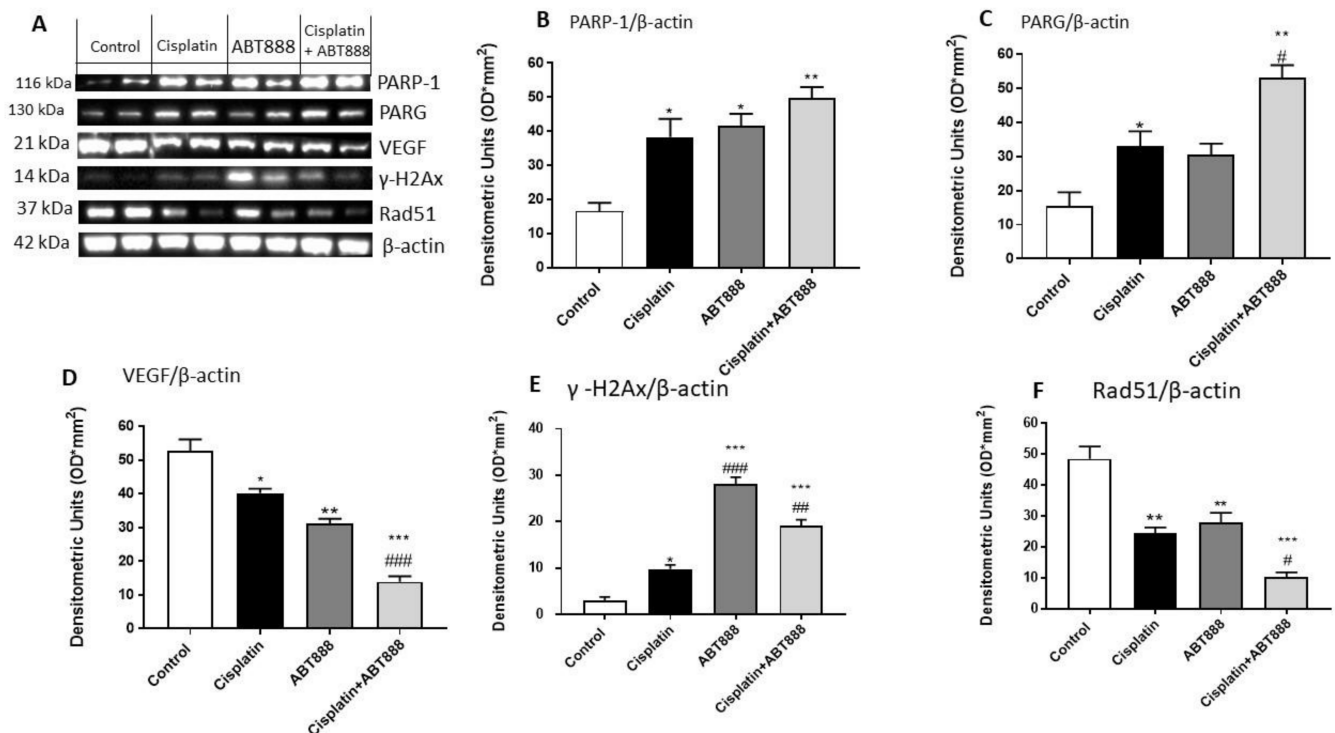 A
Control
Cisplatin
ABT888
Cisplatin
+ ABT888
116 kDa
PARP-1
130 kDa
PARG
21 kDa
VEGF
14 kDa
γ-H2Ax
37 kDa
Rad51
42 kDa
β-actin
B PARP-1/β-actin
Densitometric Units (OD*mm²)
60
50
40
30
20
10
0
*
*
**
Control
Cisplatin
ABT888
Cisplatin+ABT888
C PARG/β-actin
Densitometric Units (OD*mm²)
60
50
40
30
20
10
0
*
**
#
Control
Cisplatin
ABT888
Cisplatin+ABT888
D VEGF/β-actin
Densitometric Units (OD*mm²)
60
50
40
30
20
10
0
*
**
***
###
Control
Cisplatin
ABT888
Cisplatin+ABT888
E γ -H2Ax/β-actin
Densitometric Units (OD*mm²)
40
30
20
10
0
*
***
###
***
##
Control
Cisplatin
ABT888
Cisplatin+ABT888
F Rad51/β-actin
Densitometric Units (OD*mm²)
60
50
40
30
20
10
0
**
**
***
#
Control
Cisplatin
ABT888
Cisplatin+ABT888